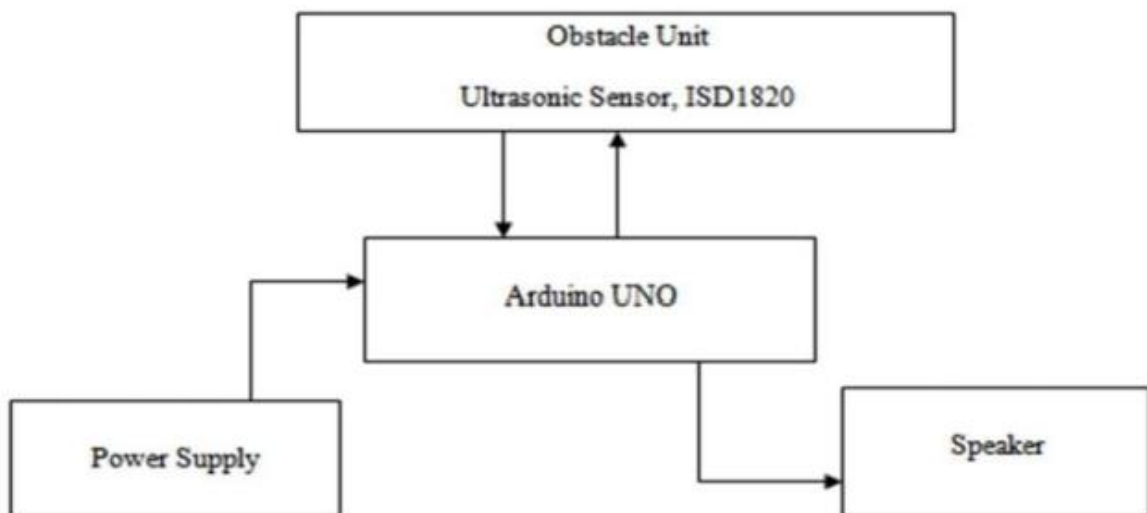 Obstacle Unit
Ultrasonic Sensor, ISD1820
Arduino UNO
Power Supply
Speaker